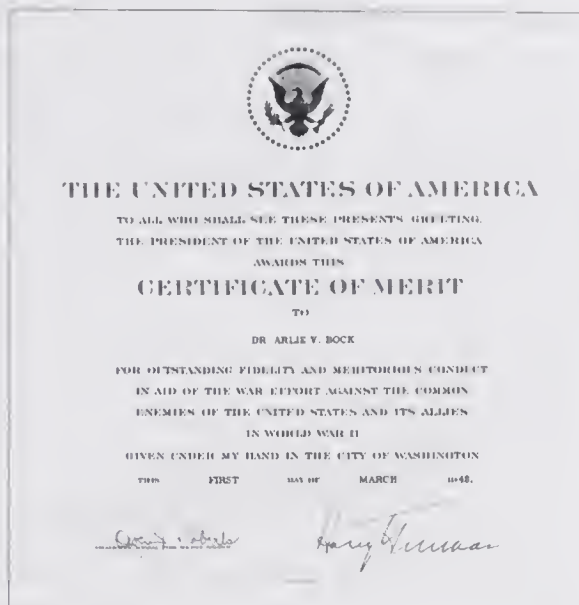 THE UNITED STATES OF AMERICA
TO ALL WHO SHALL SEE THESE PRESENTS GREETING
THE PRESIDENT OF THE UNITED STATES OF AMERICA
AWARDS THIS
CERTIFICATE OF MERIT
TO
DR ARLIE V. BOCK
FOR OUTSTANDING FIDELITY AND MERITORIOUS CONDUCT
IN AID OF THE WAR EFFORT AGAINST THE COMMON
ENEMIES OF THE UNITED STATES AND ITS ALLIES
IN WORLD WAR II
GIVEN UNDER MY HAND IN THE CITY OF WASHINGTON
THIS FIRST DAY OF MARCH 1948.
Harry Truman